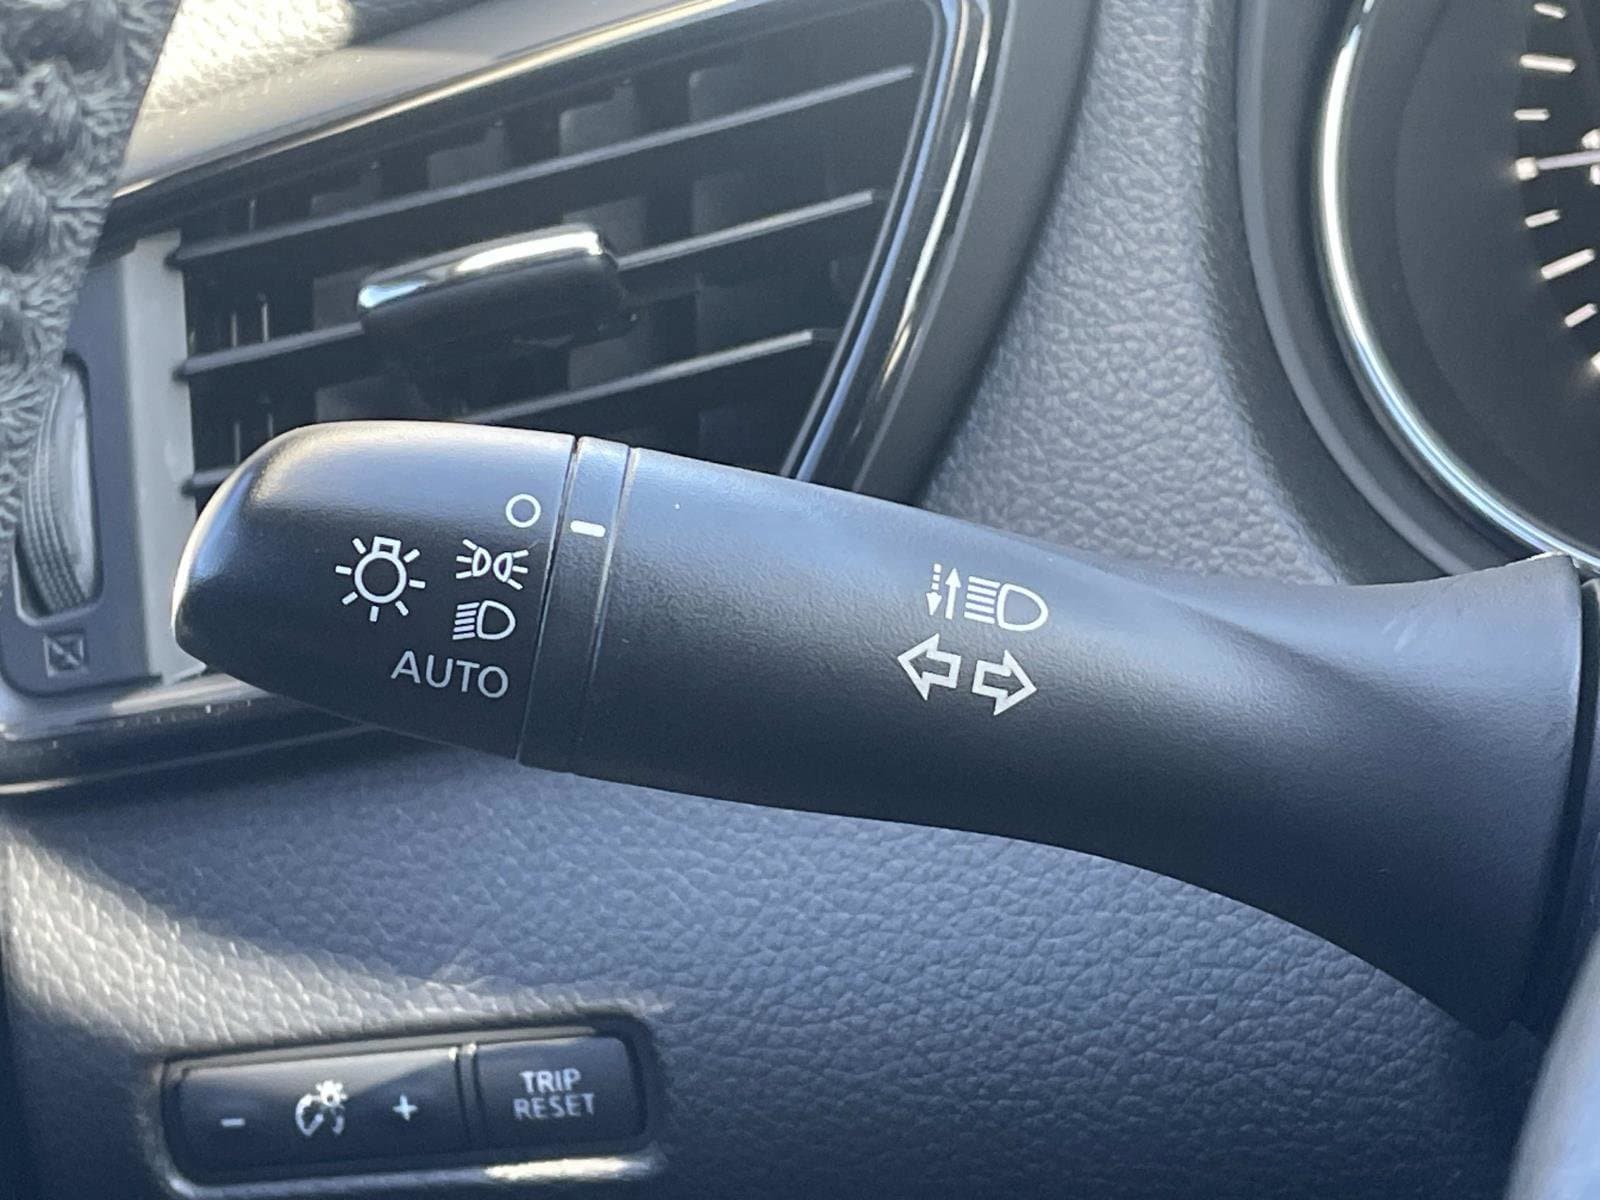 AUTO
- +
TRIP
RESET